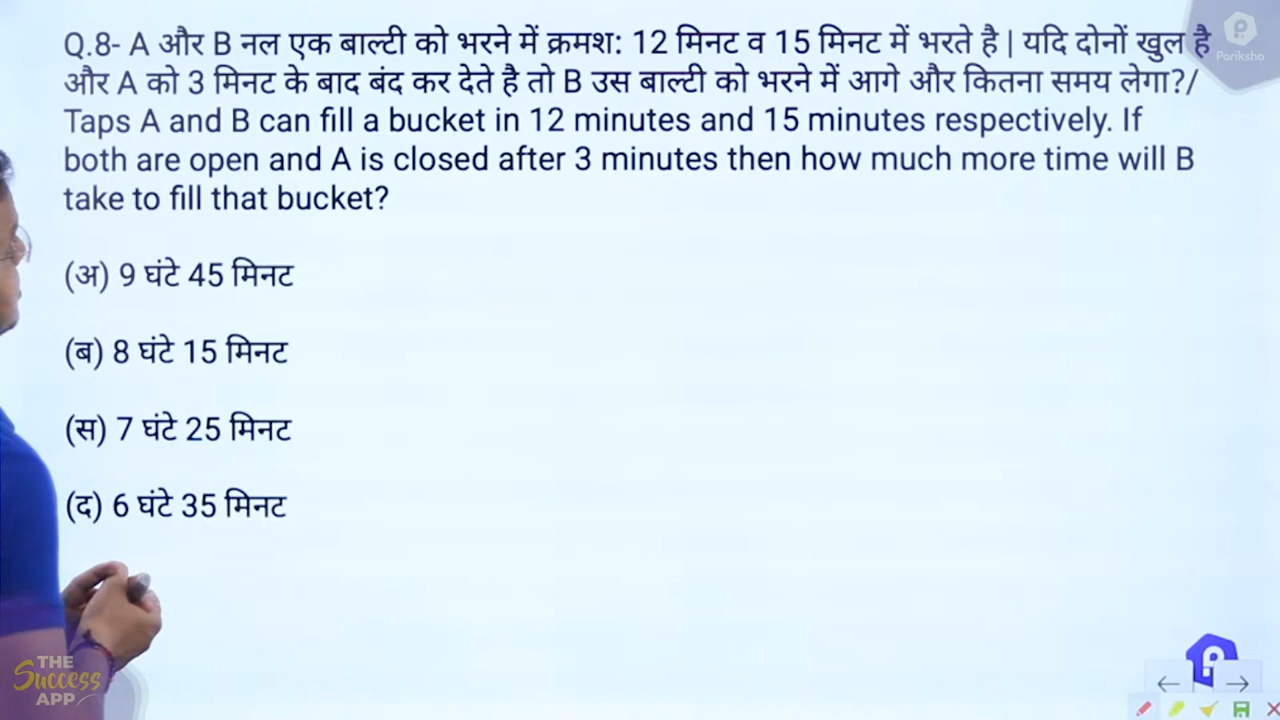 Q.8- A और B नल एक बाल्टी को भरने में क्रमश: 12 मिनट व 15 मिनट में भरते है | यदि दोनों खुल है
और A को 3 मिनट के बाद बंद कर देते है तो B उस बाल्टी को भरने में आगे और कितना समय लेगा?/
Taps A and B can fill a bucket in 12 minutes and 15 minutes respectively. If
both are open and A is closed after 3 minutes then how much more time will B
take to fill that bucket?
(अ) 9 घंटे 45 मिनट
(ब) 8 घंटे 15 मिनट
(स) 7 घंटे 25 मिनट
(द) 6 घंटे 35 मिनट
Pariksha
THE
Success
APP